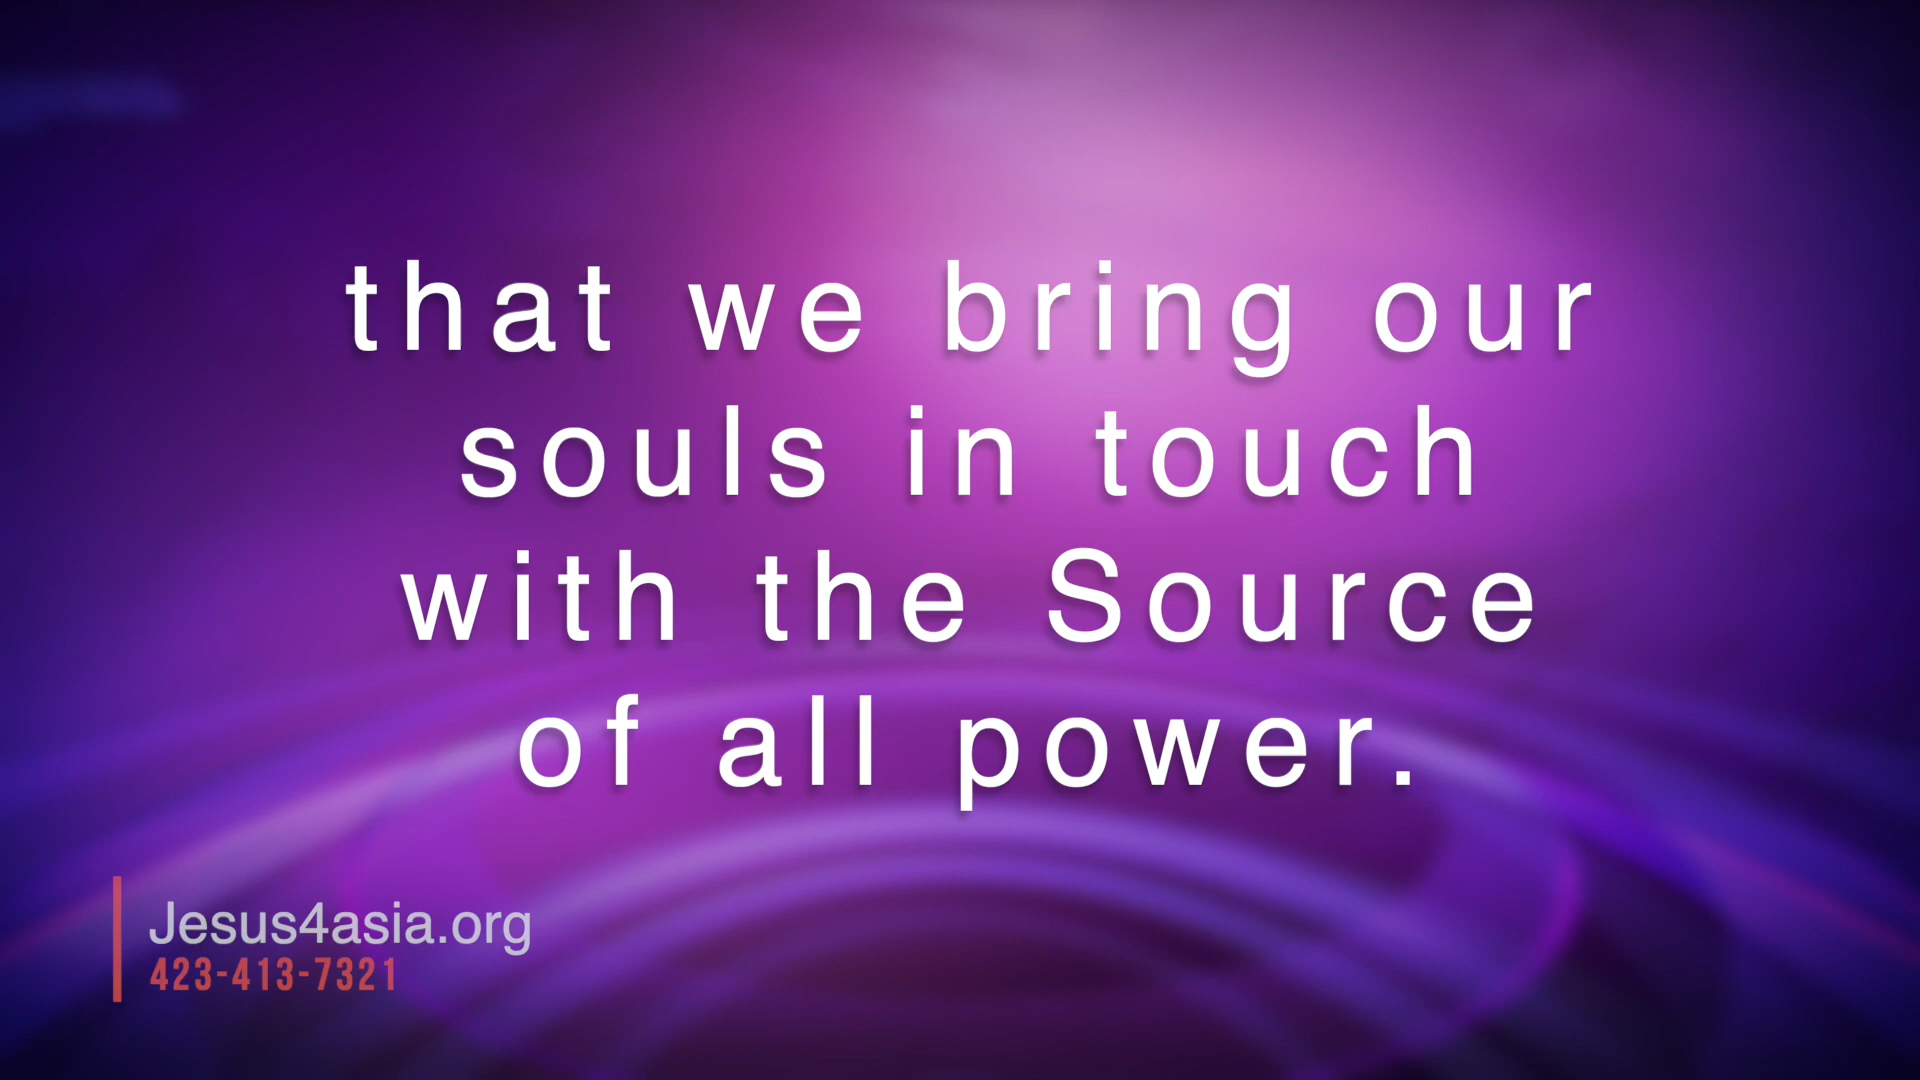 that we bring our
souls in touch
with the Source
of all power.
Jesus4asia.org
423-413-7321